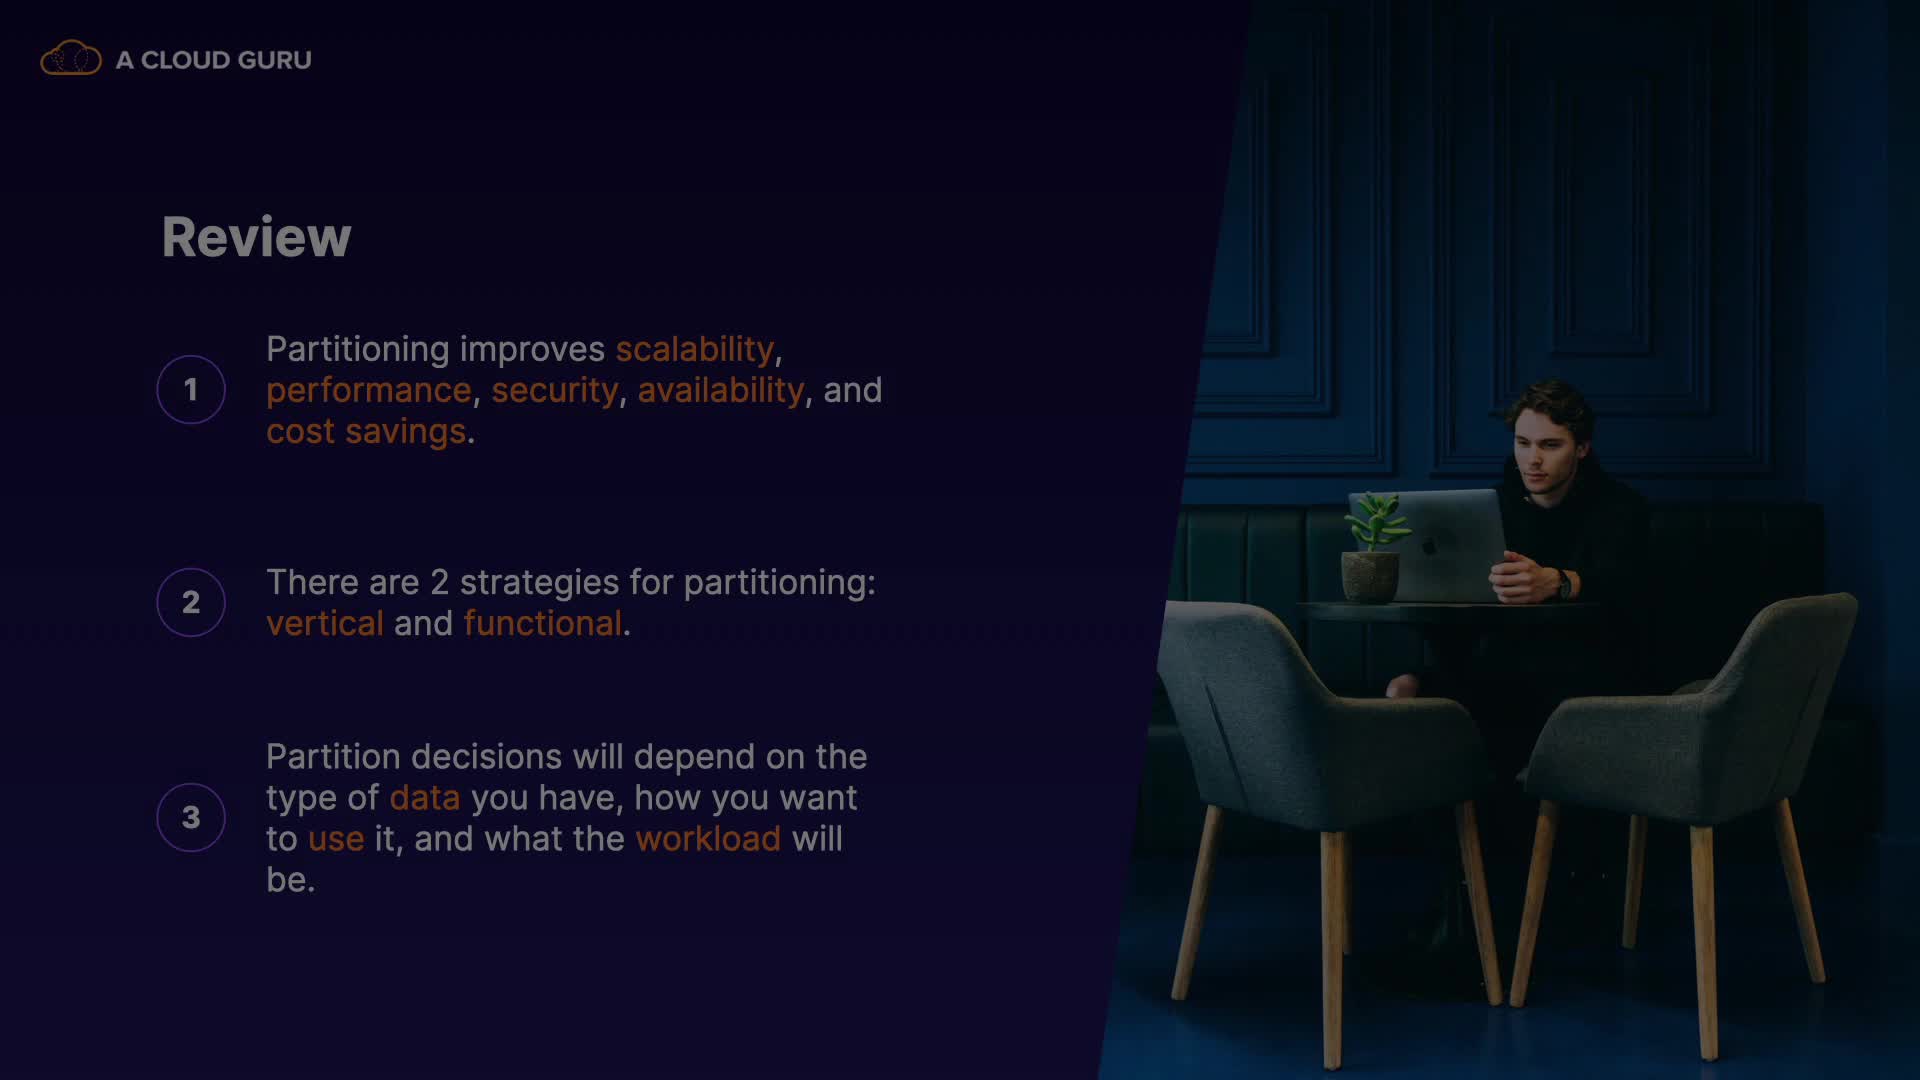 A CLOUD GURU
Review
1
Partitioning improves scalability,
performance, security, availability, and
cost savings.
2
There are 2 strategies for partitioning:
vertical and functional.
3
Partition decisions will depend on the
type of data you have, how you want
to use it, and what the workload will
be.